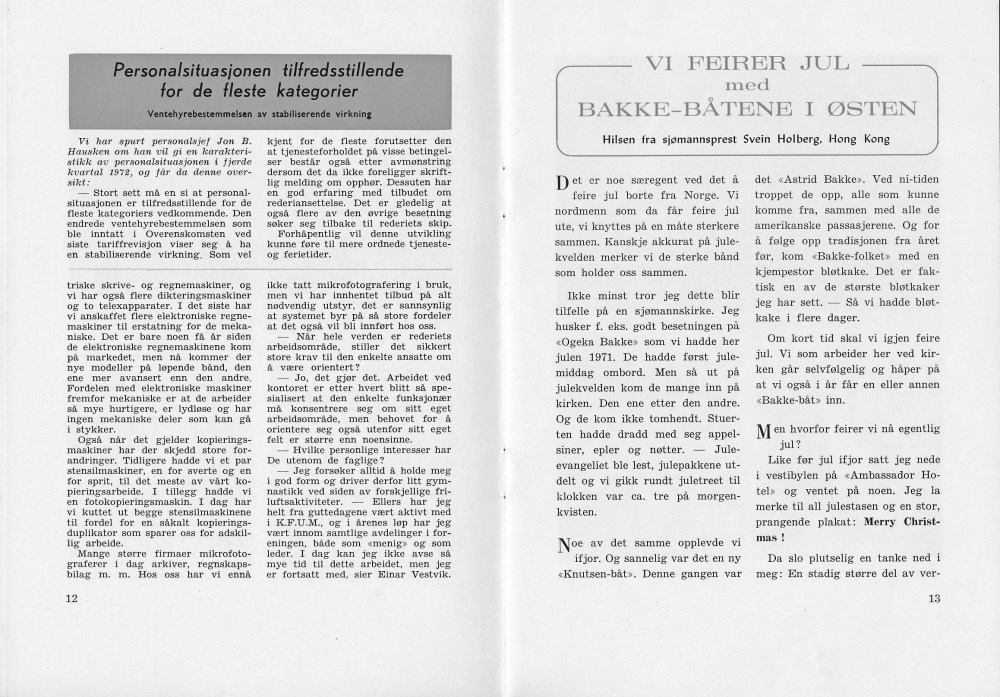 Personalsituasjonen tilfredsstillende
for de fleste kategorier
Ventehyrebestemmelsen av stabiliserende virkning
Vi har spurt personalsjef Jon B.
Hausken om han vil gi en karakteri-
stikk av personalsituasjonen i fjerde
kvartal 1972, og får da denne over-
sikt:
— Stort sett må en si at personal-
situasjonen er tilfredsstillende for de
fleste kategoriers vedkommende. Den
endrede ventehyrebestemmelsen som
ble inntatt i Overenskomsten ved
siste tariffrevisjon viser seg å ha
en stabiliserende virkning. Som vel
kjent for de fleste forutsetter den
at tjenesteforholdet på visse betingel-
ser består også etter avmønstring
dersom det da ikke foreligger skrift-
lig melding om opphør. Dessuten har
en god erfaring med tilbudet om
rederiansettelse. Det er gledelig at
også flere av den øvrige besetning
søker seg tilbake til rederiets skip.
Forhåpentlig vil denne utvikling
kunne føre til mere ordnede tjeneste-
og ferietider.
triske skrive- og regnemaskiner, og
vi har også flere dikteringsmaskiner
og to telexapparater. I det siste har
vi anskaffet flere elektroniske regne-
maskiner til erstatning for de meka-
niske. Det er bare noen få år siden
de elektroniske regnemaskinene kom
på markedet, men nå kommer der
nye modeller på løpende bånd, den
ene mer avansert enn den andre.
Fordelen med elektroniske maskiner
fremfor mekaniske er at de arbeider
så mye hurtigere, er lydløse og har
ingen mekaniske deler som kan gå
i stykker.
Også når det gjelder kopierings-
maskiner har der skjedd store for-
andringer. Tidligere hadde vi et par
stensilmaskiner, en for sverte og en
for sprit, til det meste av vårt ko-
pieringsarbeide. I tillegg hadde vi
en fotokopieringsmaskin. I dag har
vi kuttet ut begge stensilmaskinene
til fordel for en såkalt kopierings-
duplikator som sparer oss for adskil-
lig arbeide.
Mange større firmaer mikrofoto-
graferer i dag arkiver, regnskaps-
bilag m. m. Hos oss har vi ennå
ikke tatt mikrofotografering i bruk,
men vi har innhentet tilbud på alt
nødvendig utstyr, det er sannsynlig
at systemet byr på så store fordeler
at det også vil bli innført hos oss.
— Når hele verden er rederiets
arbeidsområde, stiller det sikkert
store krav til den enkelte ansatte om
å være orientert?
— Jo, det gjør det. Arbeidet ved
kontoret er etter hvert blitt så spe-
sialisert at den enkelte funksjonær
må konsentrere seg om sitt eget
arbeidsområde, men behovet for å
orientere seg også utenfor sitt eget
felt er større enn noensinne.
— Hvilke personlige interesser har
De utenom de faglige?
— Jeg forsøker alltid å holde meg
i god form og driver derfor litt gym-
nastikk ved siden av forskjellige fri-
luftsaktiviteter. — Ellers har jeg
helt fra guttedagene vært aktivt med
i K.F.U.M., og i årenes løp har jeg
vært innom samtlige avdelinger i for-
eningen, både som «menig» og som
leder. I dag kan jeg ikke avse så
mye tid til dette arbeidet, men jeg
er fortsatt med, sier Einar Vestvik.
12
VI FEIRER JUL
med
BAKKE-BÅTENE I ØSTEN
Hilsen fra sjømannsprest Svein Holberg, Hong Kong
Det er noe særegent ved det å
feire jul borte fra Norge. Vi
nordmenn som da får feire jul
ute, vi knyttes på en måte sterkere
sammen. Kanskje akkurat på jule-
kvelden merker vi de sterke bånd
som holder oss sammen.
Ikke minst tror jeg dette blir
tilfelle på en sjømannskirke. Jeg
husker f. eks. godt besetningen på
«Ogeka Bakke» som vi hadde her
julen 1971. De hadde først jule-
middag ombord. Men så ut på
julekvelden kom de mange inn på
kirken. Den ene etter den andre.
Og de kom ikke tomhendt. Stuer-
ten hadde dradd med seg appel-
siner, epler og nøtter. — Jule-
evangeliet ble lest, julepakkene ut-
delt og vi gikk rundt juletreet til
klokken var ca. tre på morgen-
kvisten.
Noe av det samme opplevde vi
ifjor. Og sannelig var det en ny
«Knutsen-båt». Denne gangen var
det «Astrid Bakke». Ved ni-tiden
troppet de opp, alle som kunne
komme fra, sammen med alle de
amerikanske passasjerene. Og for
å følge opp tradisjonen fra året
før, kom «Bakke-folket» med en
kjempestor bløtkake. Det er fak-
tisk en av de største bløtkaker
jeg har sett. — Så vi hadde bløt-
kake i flere dager.
Om kort tid skal vi igjen feire
jul. Vi som arbeider her ved kir-
ken går selvfølgelig og håper på
at vi også i år får en eller annen
«Bakke-båt» inn.
Men hvorfor feirer vi nå egentlig
jul?
Like før jul ifjor satt jeg nede
i vestibylen på «Ambassador Ho-
tel» og ventet på noen. Jeg la
merke til all julestasen og en stor,
prangende plakat: Merry Christ-
mas !
Da slo plutselig en tanke ned i
meg: En stadig større del av ver-
13